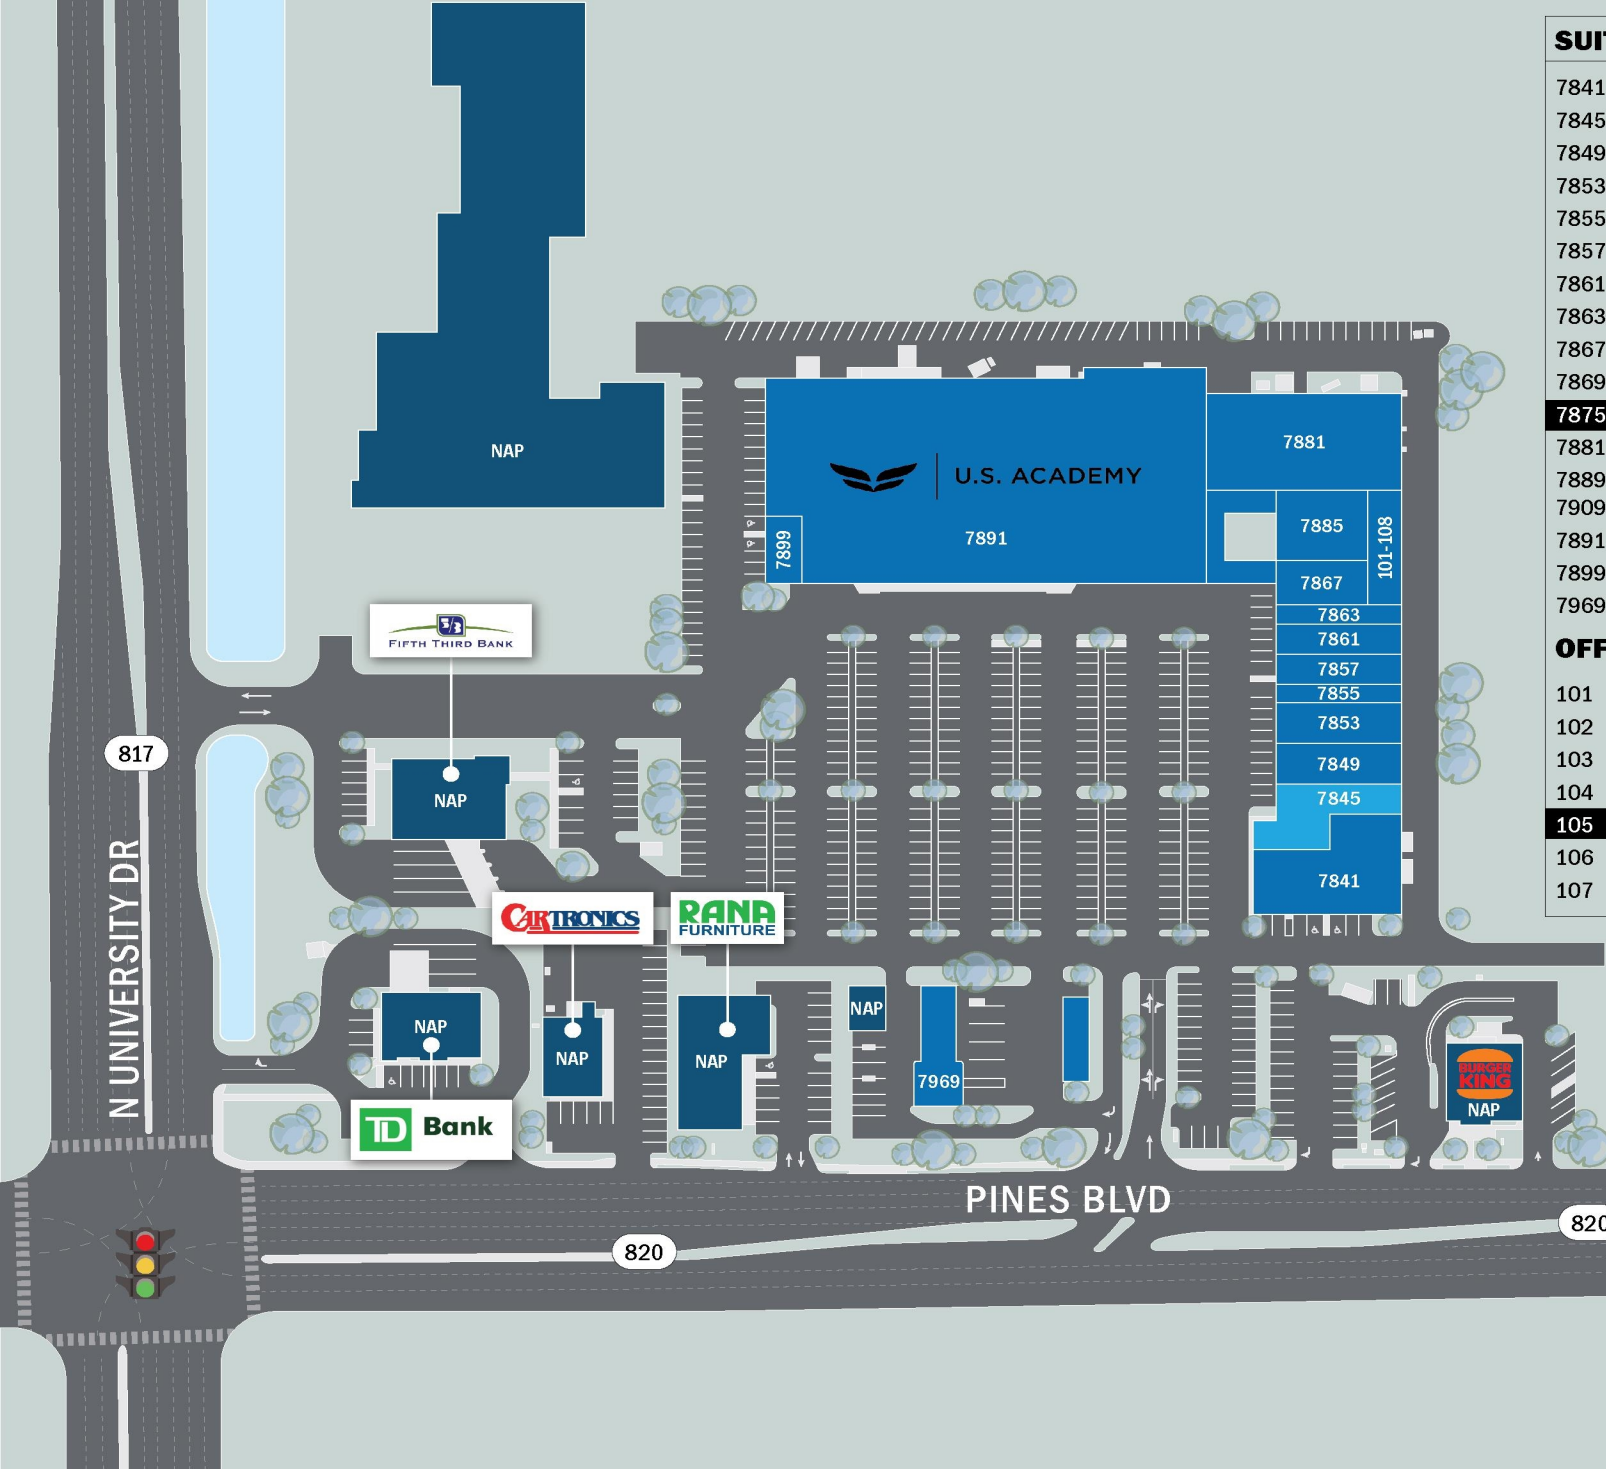 SUI
7841
7845
7849
7853
7855
7857
7861
7863
7867
7869
7875
7881
7889
7909
7891
7899
7969
OFF
101
102
103
104
105
106
107
NAP
7881
U.S. ACADEMY
7891
7899
7885
101-108
7867
7863
7861
7857
7855
7853
7849
7845
7841
FIFTH THIRD BANK
NAP
817
N UNIVERSITY DR
CARTRONICS
RANA
FURNITURE
NAP
NAP
NAP
NAP
7969
BURGER
KING
NAP
TD Bank
PINES BLVD
820
820